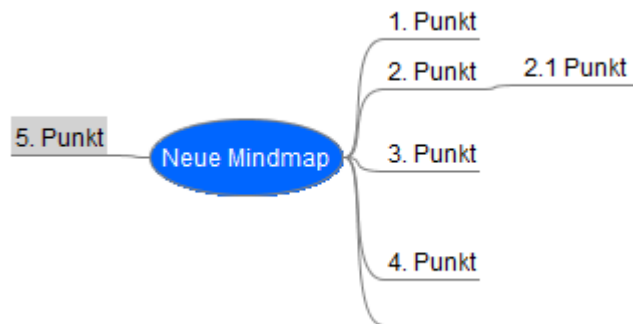 1. Punkt
2. Punkt
2.1 Punkt
5. Punkt
Neue Mindmap
3. Punkt
4. Punkt